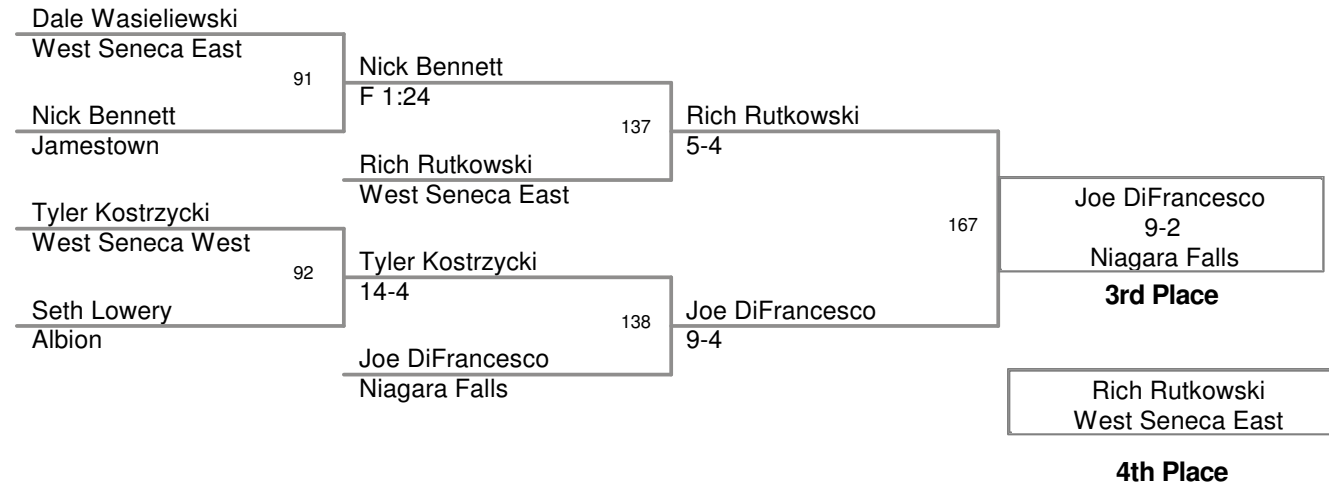 Dale Wasieliewski
West Seneca East
91
Nick Bennett
Jamestown
Nick Bennett
F 1:24
137
Rich Rutkowski
West Seneca East
Rich Rutkowski
5-4
Tyler Kostrzycki
West Seneca West
92
Seth Lowery
Albion
Tyler Kostrzycki
14-4
138
Joe DiFrancesco
Niagara Falls
Joe DiFrancesco
9-4
167
Joe DiFrancesco
9-2
Niagara Falls
3rd Place
Rich Rutkowski
West Seneca East
4th Place